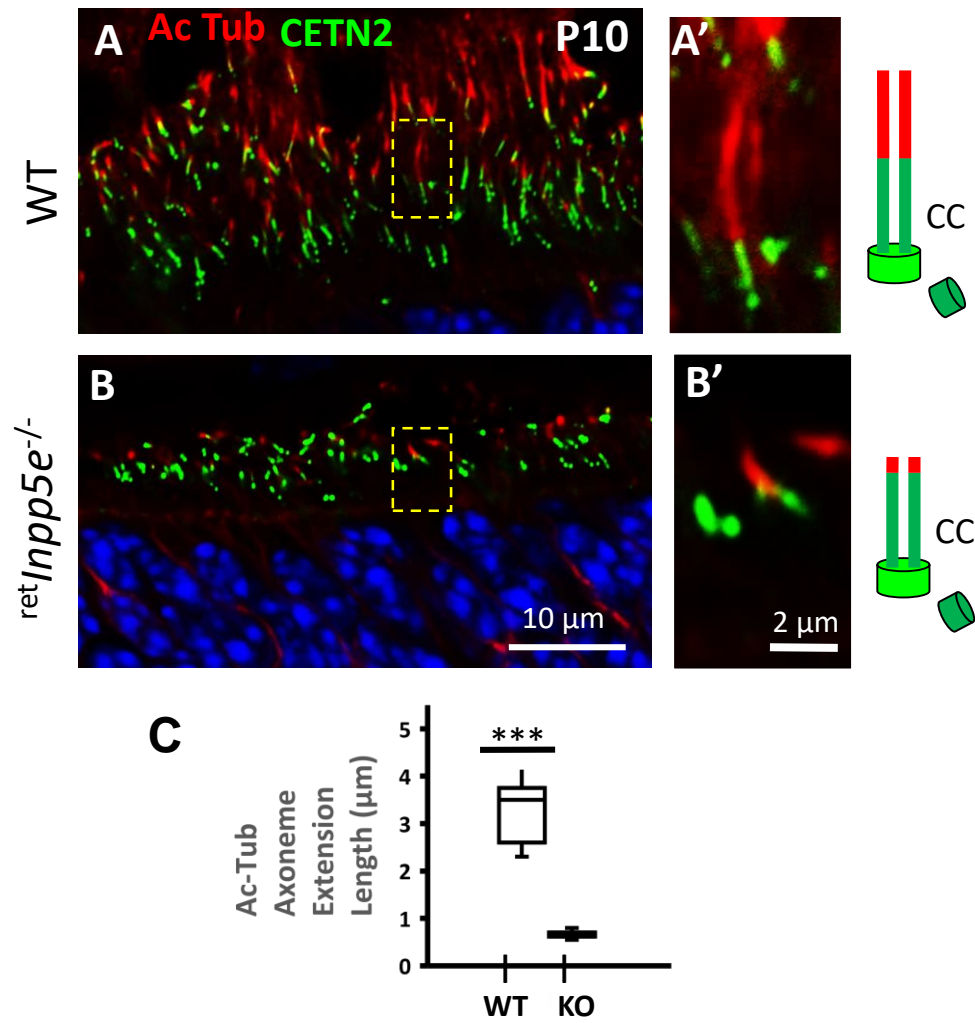 A Ac Tub CETN2 P10
A’
WT
CC
B
B’
retInpp5e-/-
CC
10 µm
2 µm
C
***
Ac-Tub
Axoneme
Extension
Length (µm)
5
4
3
2
1
0
WT KO